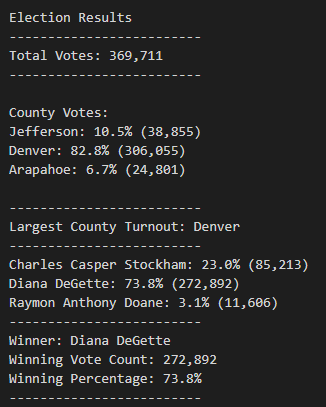 Election Results
-------------------------
Total Votes: 369,711
-------------------------
County Votes:
Jefferson: 10.5% (38,855)
Denver: 82.8% (306,055)
Arapahoe: 6.7% (24,801)
-------------------------
Largest County Turnout: Denver
-------------------------
Charles Casper Stockham: 23.0% (85,213)
Diana DeGette: 73.8% (272,892)
Raymon Anthony Doane: 3.1% (11,606)
-------------------------
Winner: Diana DeGette
Winning Vote Count: 272,892
Winning Percentage: 73.8%
-------------------------